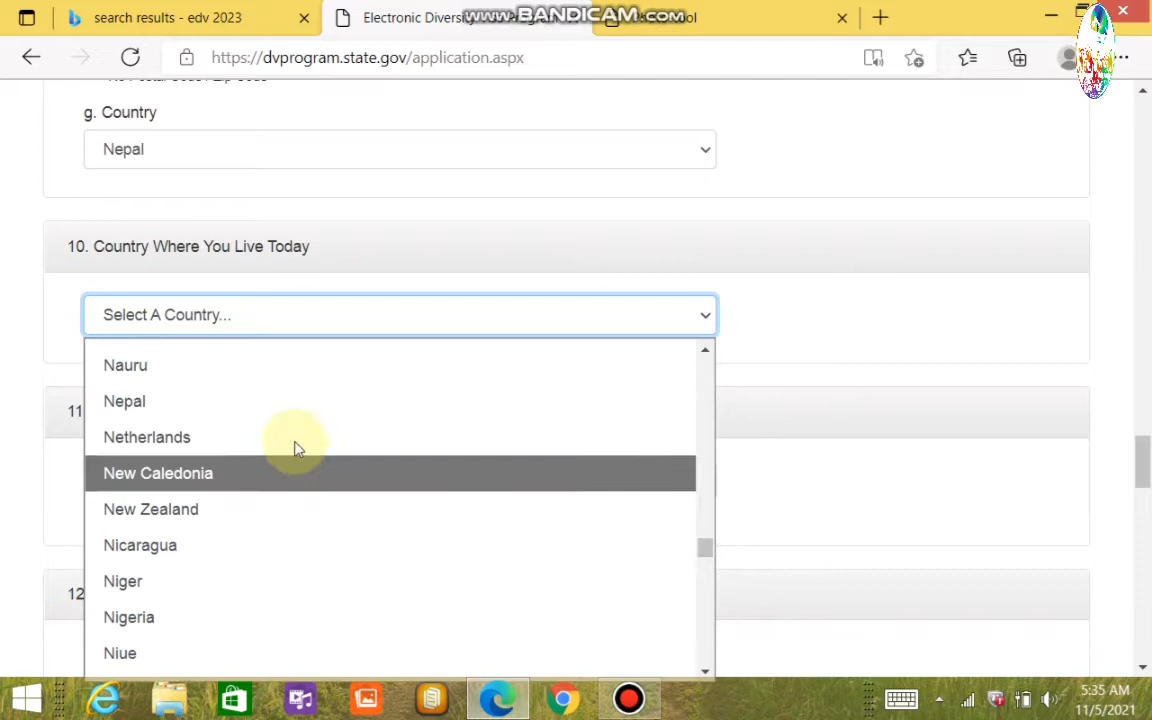 search results - edv 2023
Electronic Divers
www.BANDICAM.com
https://dvprogram.state.gov/application.aspx
g. Country
Nepal
10. Country Where You Live Today
Select A Country...
Nauru
Nepal
11
Netherlands
New Caledonia
New Zealand
Nicaragua
Niger
12
Nigeria
Niue
5:35 AM
11/5/2021